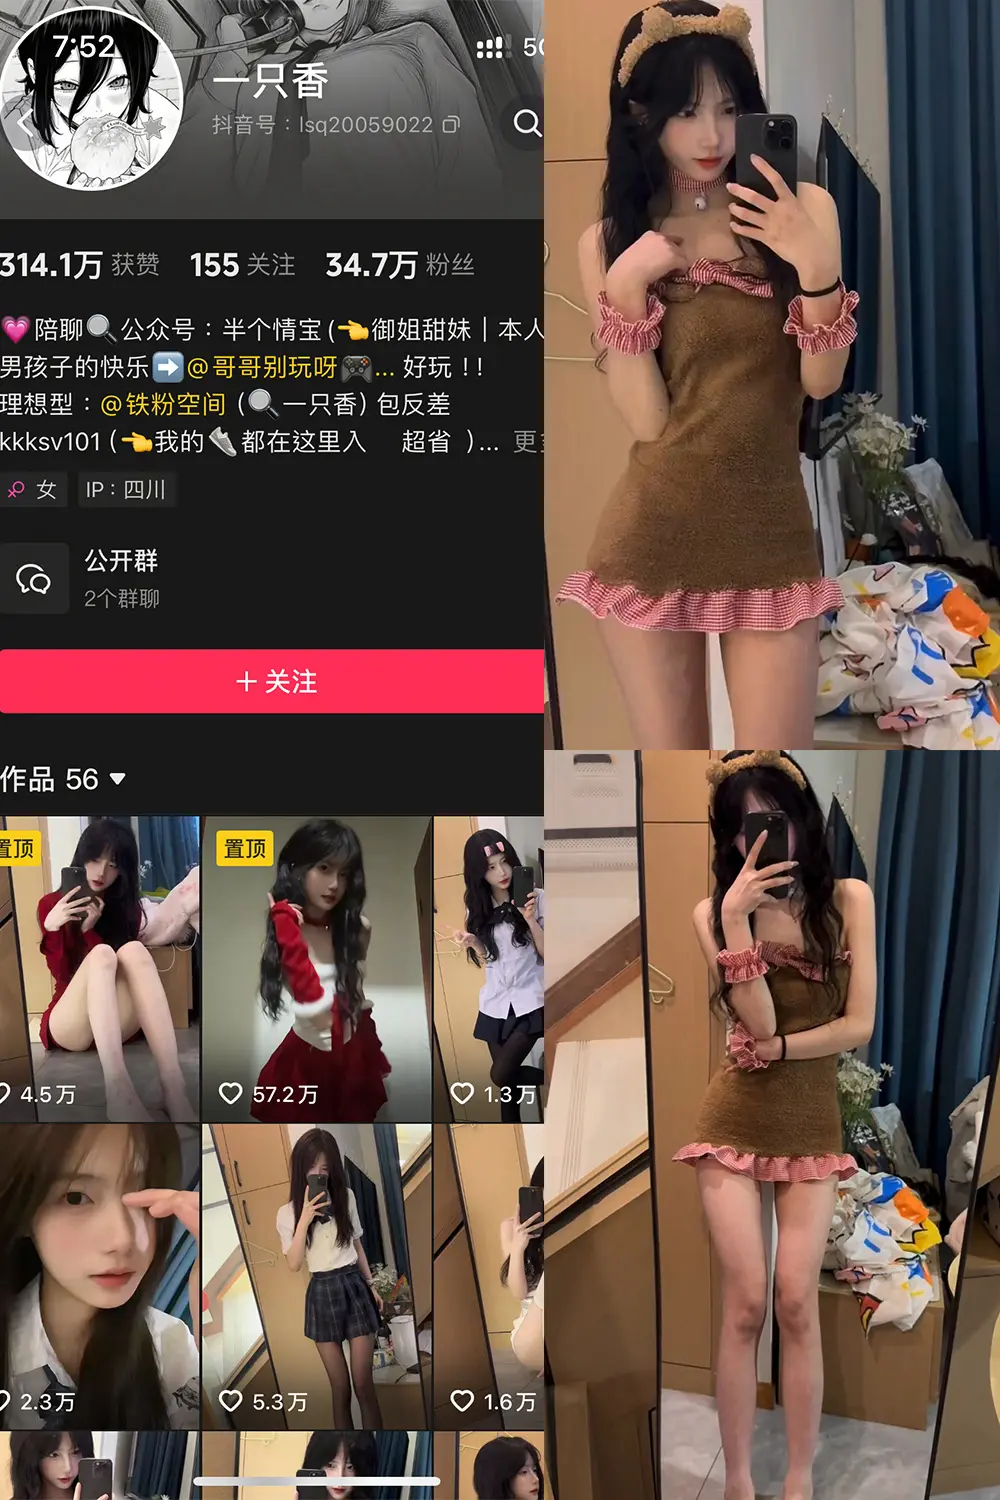 7:52
5G
一只香
抖音号：lsq20059022
314.1万 获赞 155 关注 34.7万 粉丝
💗陪聊🔍公众号：半个情宝(👉御姐甜妹｜本人
男孩子的快乐➡️@哥哥别玩呀🎮... 好玩!!
理想型：@铁粉空间 (🔍一只香) 包反差
kkksv101 (👉我的👟都在这里入 超省 )... 更
女 IP：四川
公开群
2个群聊
+ 关注
作品 56
置顶 置顶
4.5万 57.2万 1.3万
2.3万 5.3万 1.6万